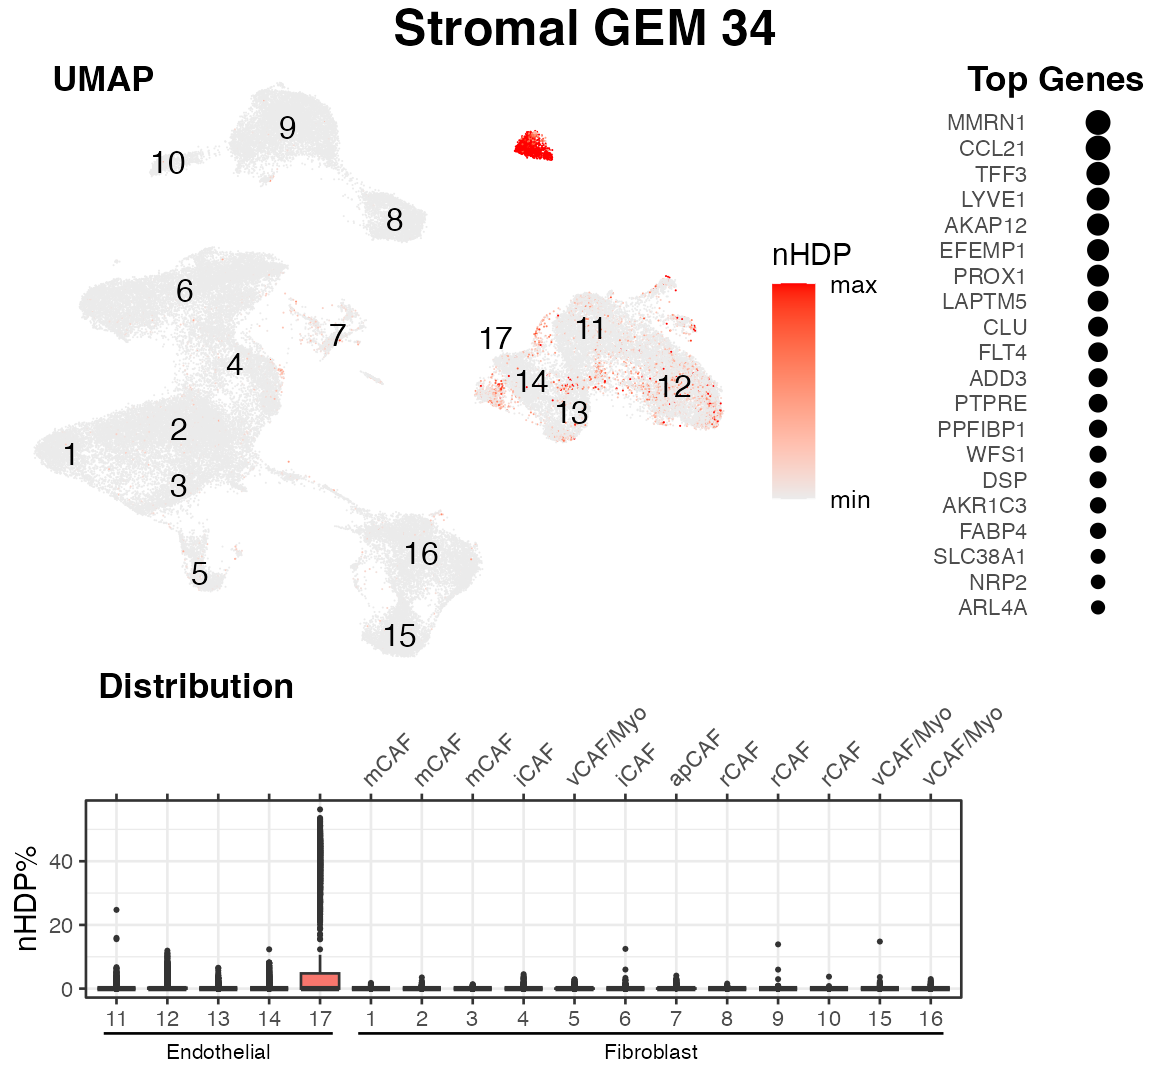 Stromal GEM 34
UMAP
9
10
8
6
7
4
2
1
3
5
16
15
17
11
14
12
13
nHDP
max
min
Top Genes
MMRN1
CCL21
TFF3
LYVE1
AKAP12
EFEMP1
PROX1
LAPTM5
CLU
FLT4
ADD3
PTPRE
PPFIBP1
WFS1
DSP
AKR1C3
FABP4
SLC38A1
NRP2
ARL4A
Distribution
mCAF
mCAF
mCAF
iCAF
vCAF/Myo
iCAF
apCAF
rCAF
rCAF
rCAF
vCAF/Myo
vCAF/Myo
nHDP%
40
20
0
11 12 13 14 17 1 2 3 4 5 6 7 8 9 10 15 16
Endothelial Fibroblast